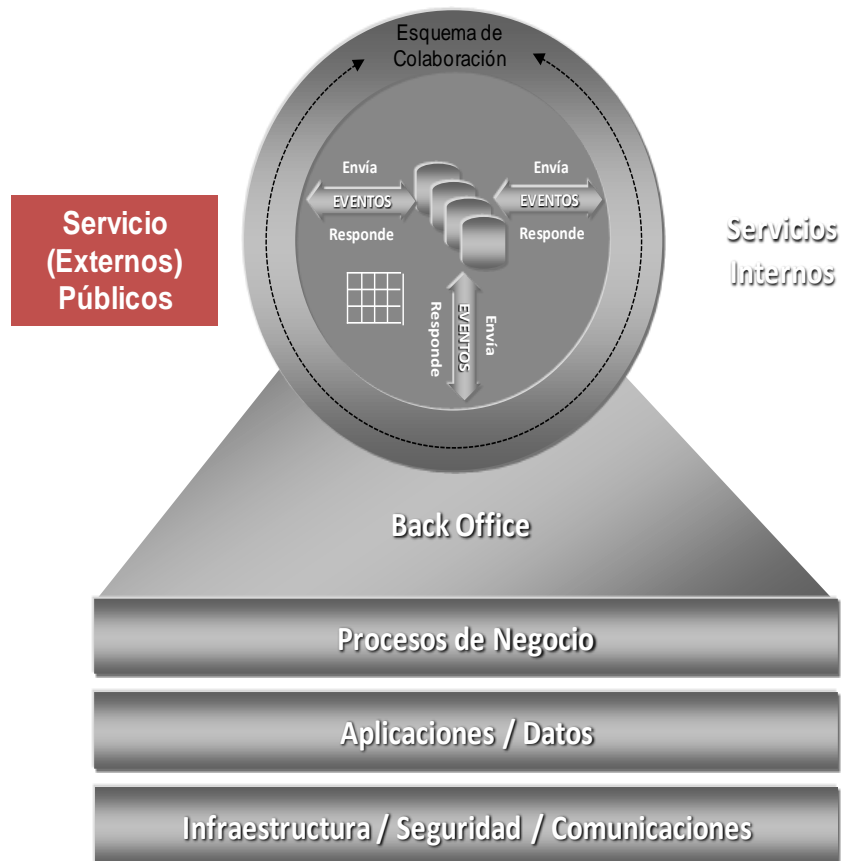 Esquema de
Colaboración
Envía
EVENTOS
Responde
Envía
EVENTOS
Responde
Servicio
(Externos)
Públicos
Servicios
Internos
Envía
EVENTOS
Responde
Back Office
Procesos de Negocio
Aplicaciones / Datos
Infraestructura / Seguridad / Comunicaciones